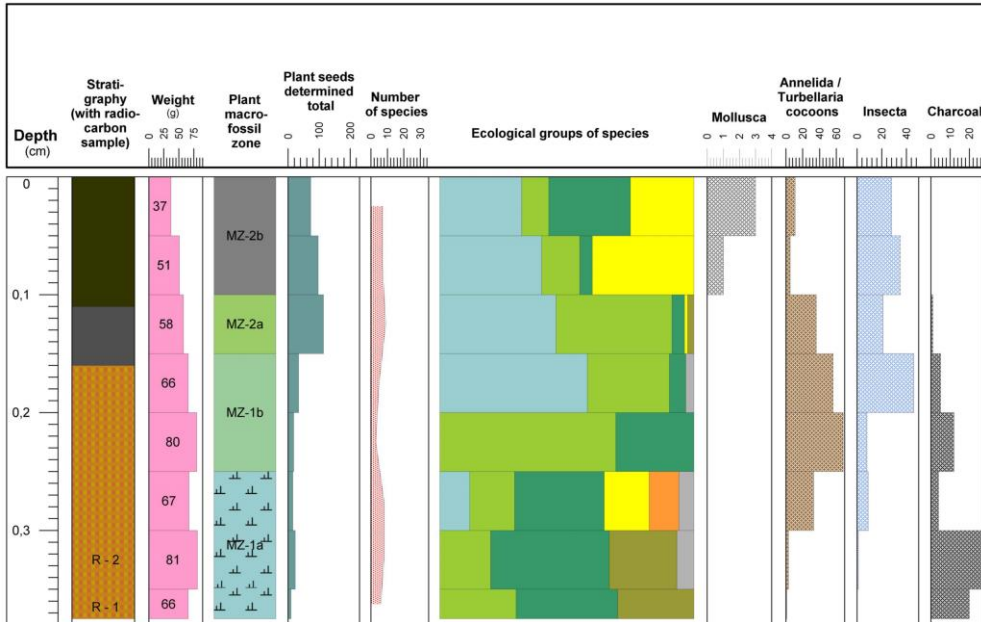 Depth
(cm)
Strati-
graphy
(with radio-
carbon
sample)
Weight
(g)
0 25 50 75
Plant
macro-
fossil
zone
Plant seeds
determined
total
0 100 200
Number
of species
0 10 20 30
Ecological groups of species
Mollusca
0 1 2 3 4
Annelida /
Turbellaria
cocoons
0 20 40 60
Insecta
0 20 40
Charcoal
0 10 20
0
37
MZ-2b
51
0,1
58
MZ-2a
66
MZ-1b
0,2
80
67
0,3
R - 2
81
MZ-1a
R - 1
66